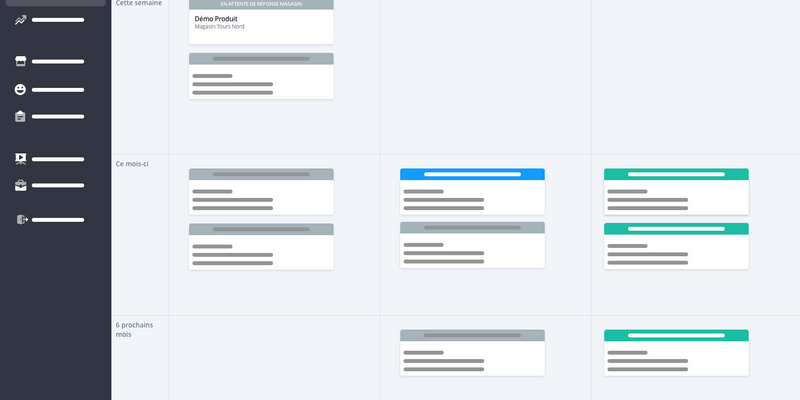 Cette semaine
EN ATTENTE DE RÉPONSE MAGASIN
Démo Produit
Magasin Tours Nord
Ce mois-ci
6 prochains
mois